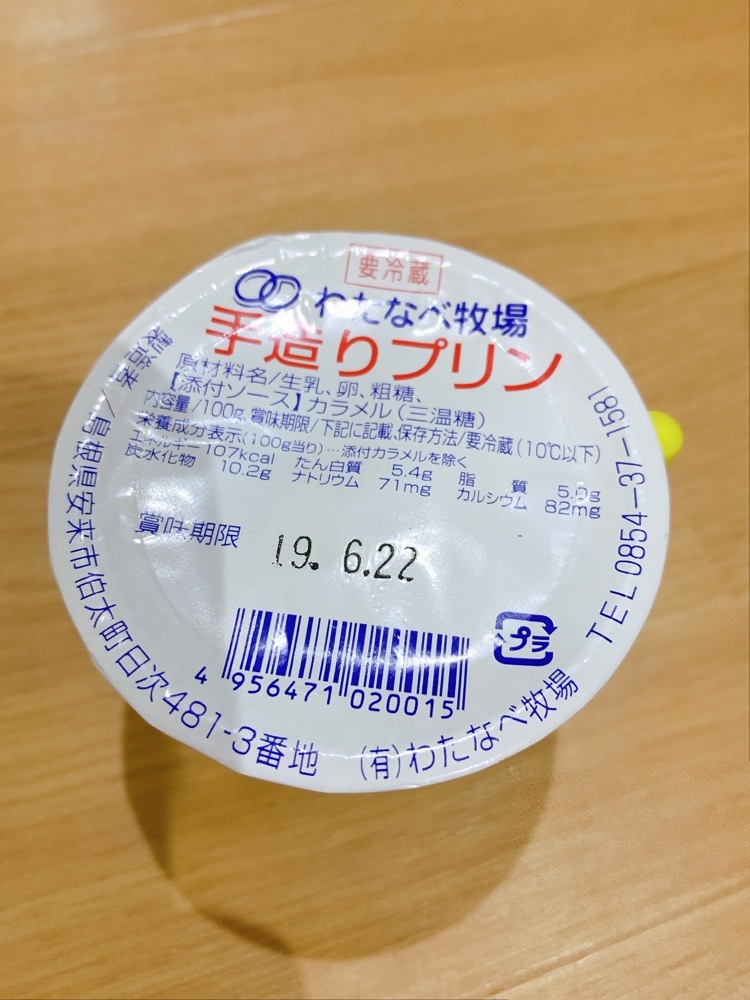 要冷蔵
わたなべ牧場
手造りプリン
原材料名/生乳、卵、粗糖、
【添付ソース】カラメル(三温糖)
内容量/100g、賞味期限/下記に記載、保存方法/要冷蔵(10℃以下)
栄養成分表示(100g当り)…添付カラメルを除く
エネルギー 107kcal たん白質 5.4g 脂質 5.0g
炭水化物 10.2g ナトリウム 71mg カルシウム 82mg
賞味期限 19. 6.22
プラ
4 956471 020015
製造者/島根県安来市伯太町日次481-3番地 (有)わたなべ牧場 TEL0854-37-1581